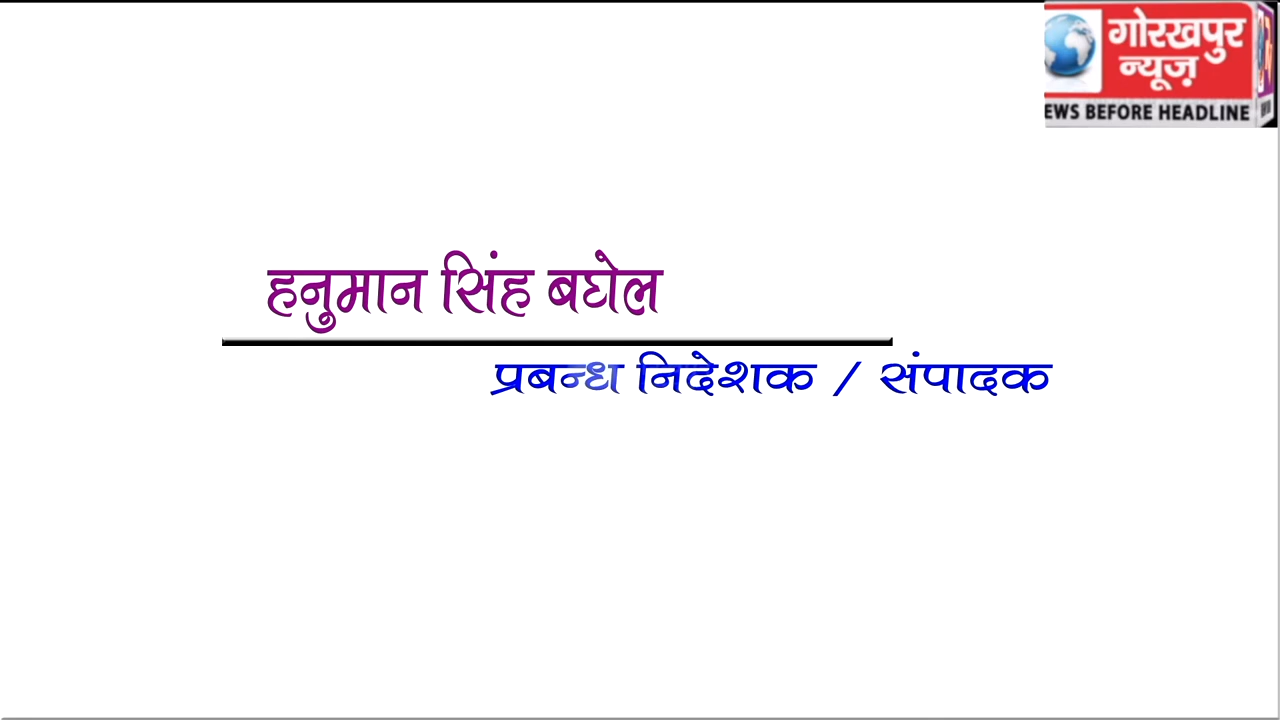 गोरखपुर
न्यूज़
EWS BEFORE HEADLINE
हनुमान सिंह बघेल
प्रबन्ध निदेशक / संपादक